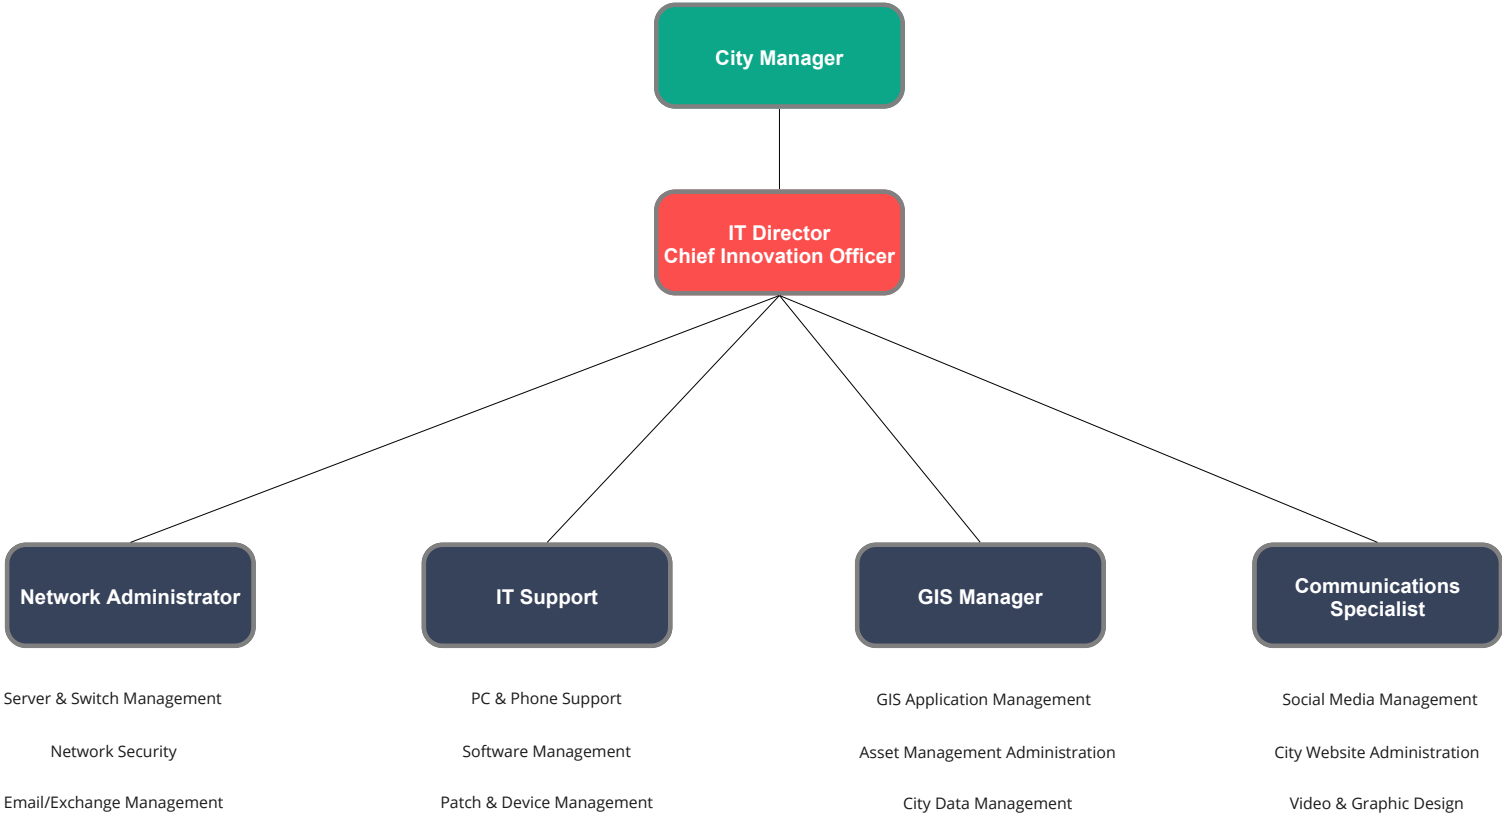 City Manager
IT Director
Chief Innovation Officer
Network Administrator
IT Support
GIS Manager
Communications
Specialist
Server & Switch Management
PC & Phone Support
GIS Application Management
Social Media Management
Network Security
Software Management
Asset Management Administration
City Website Administration
Email/Exchange Management
Patch & Device Management
City Data Management
Video & Graphic Design